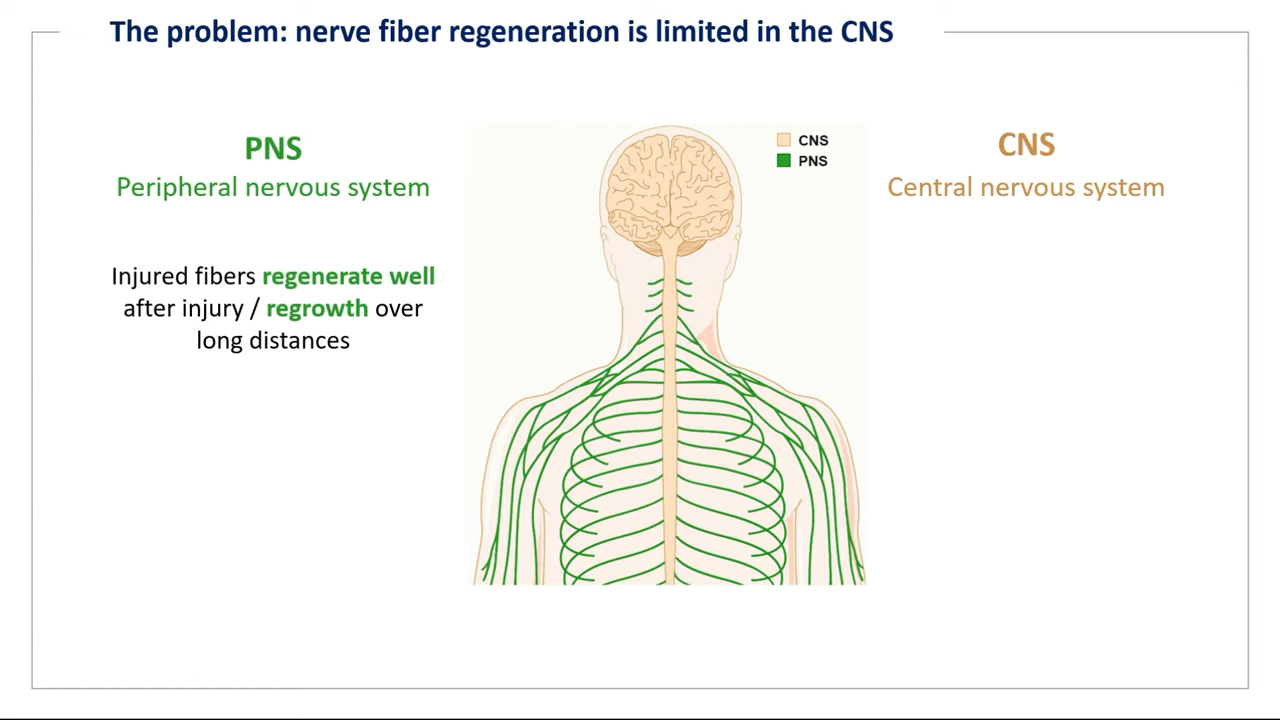 The problem: nerve fiber regeneration is limited in the CNS
PNS
Peripheral nervous system
Injured fibers regenerate well
after injury / regrowth over
long distances
CNS
PNS
CNS
Central nervous system